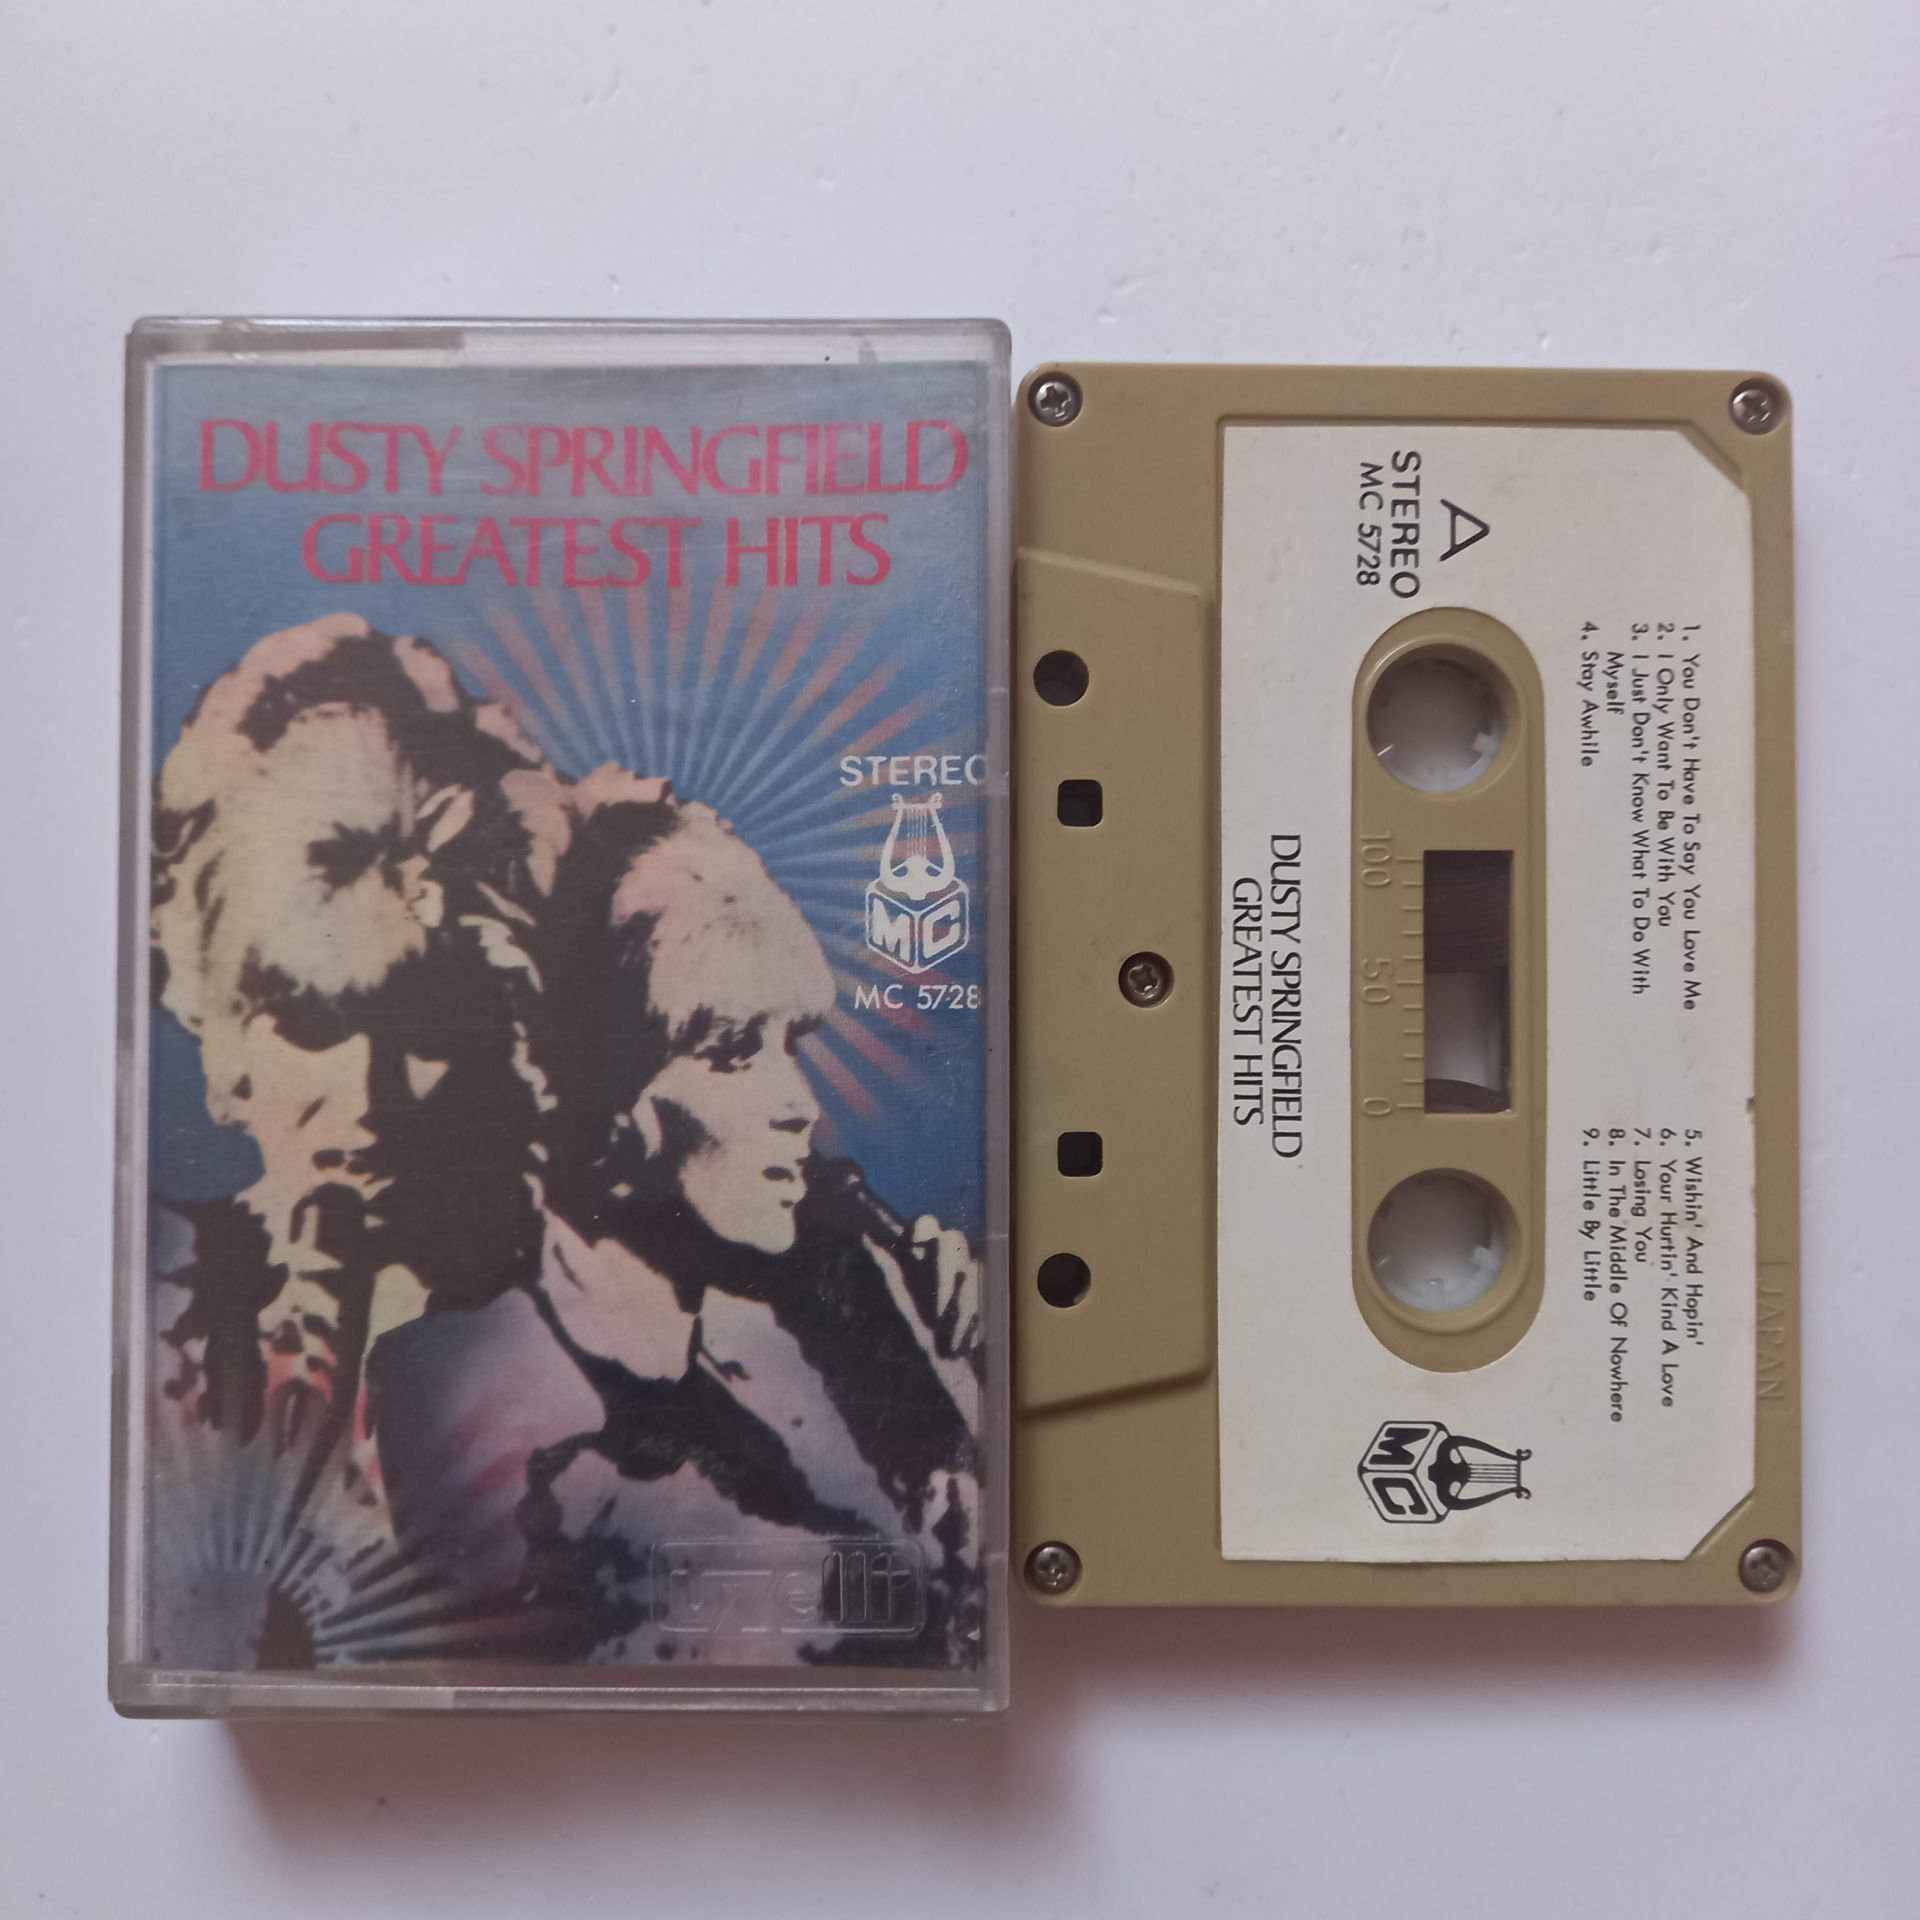 DUSTY SPRINGFIELD
GREATEST HITS
STEREO
MC
MC 5728
A
STEREO
MC 5728
1. You Don't Have To Say You Love Me
2. I Only Want To Be With You
3. I Just Don't Know What To Do With
Myself
4. Stay Awhile
5. Wishin' And Hopin'
6. Your Hurtin' Kind A Love
7. Losing You
8. In The Middle Of Nowhere
9. Little By Little
100 50 0
DUSTY SPRINGFIELD
GREATEST HITS
MC
JAPAN